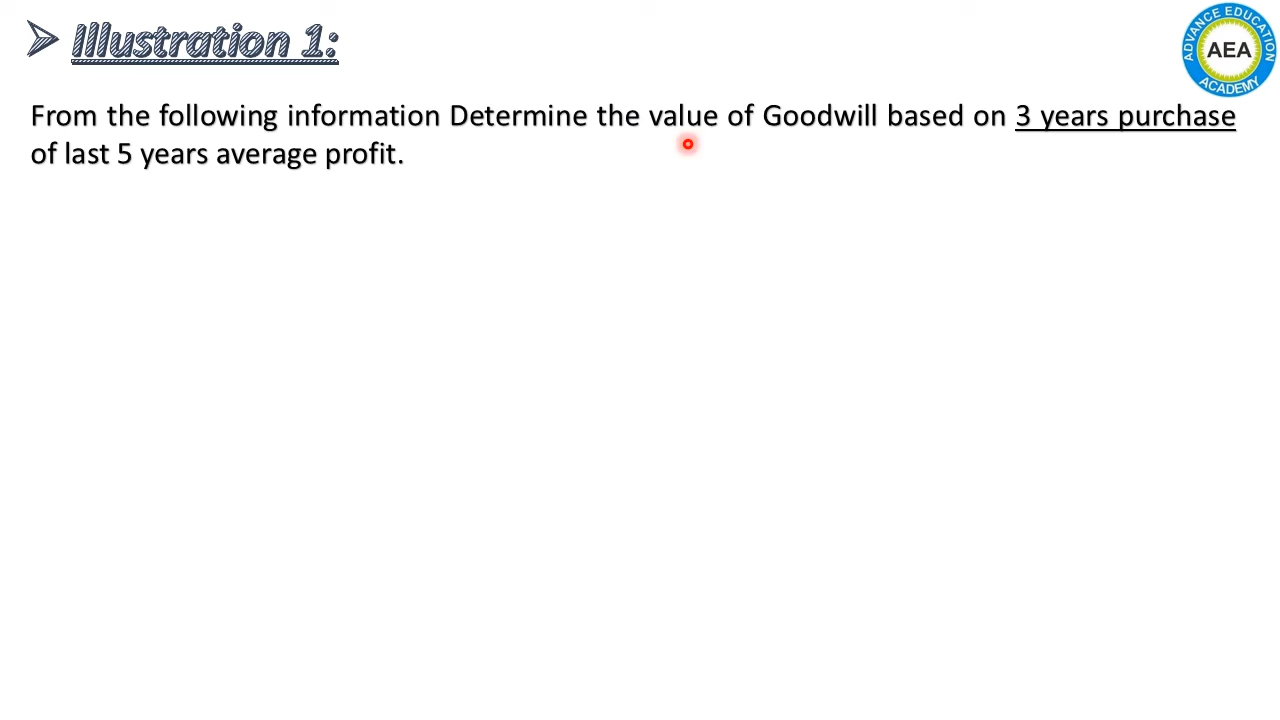 Illustration 1:
ADVANCE EDUCATION
AEA
ACADEMY
From the following information Determine the value of Goodwill based on 3 years purchase
of last 5 years average profit.